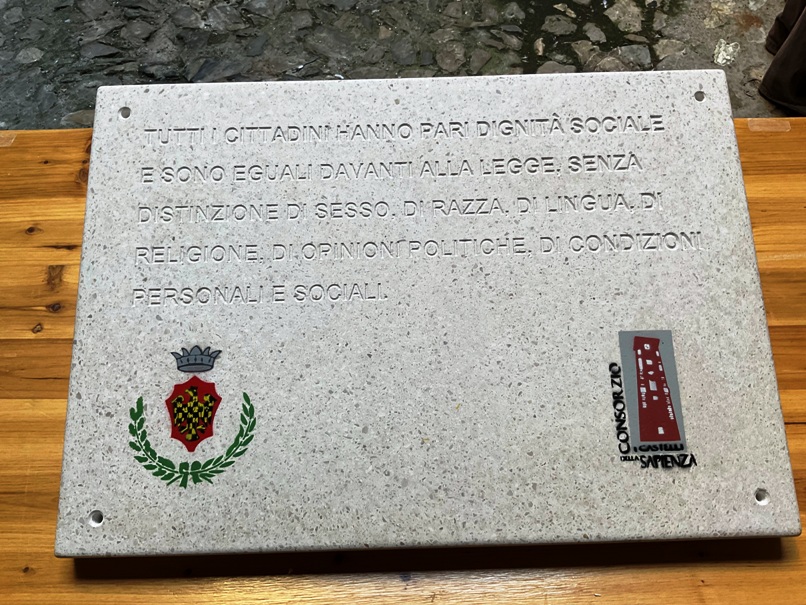 TUTTI I CITTADINI HANNO PARI DIGNITÀ SOCIALE
E SONO EGUALI DAVANTI ALLA LEGGE, SENZA
DISTINZIONE DI SESSO, DI RAZZA, DI LINGUA, DI
RELIGIONE, DI OPINIONI POLITICHE, DI CONDIZIONI
PERSONALI E SOCIALI.
CONSORZIO
I CASTELLI
DELLA SAPIENZA